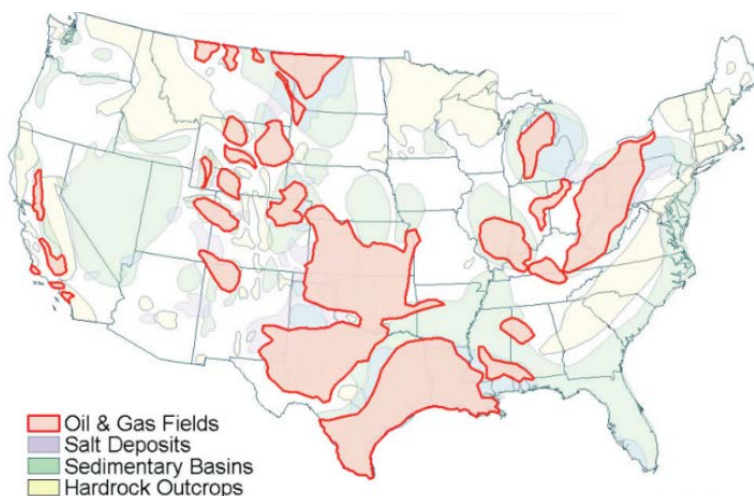 Oil & Gas Fields
Salt Deposits
Sedimentary Basins
Hardrock Outcrops